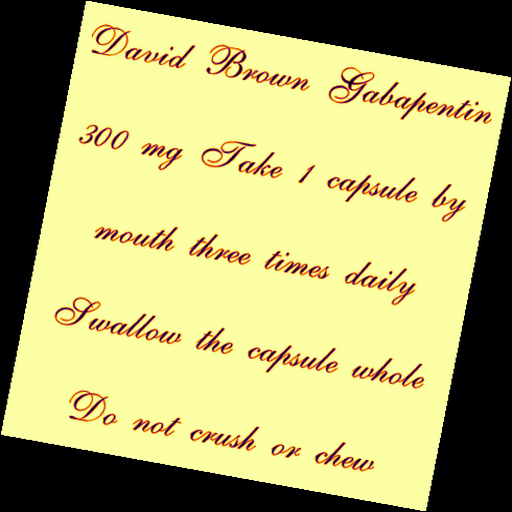 David Brown Gabapentin
300 mg Take 1 capsule by
mouth three times daily
Swallow the capsule whole
Do not crush or chew